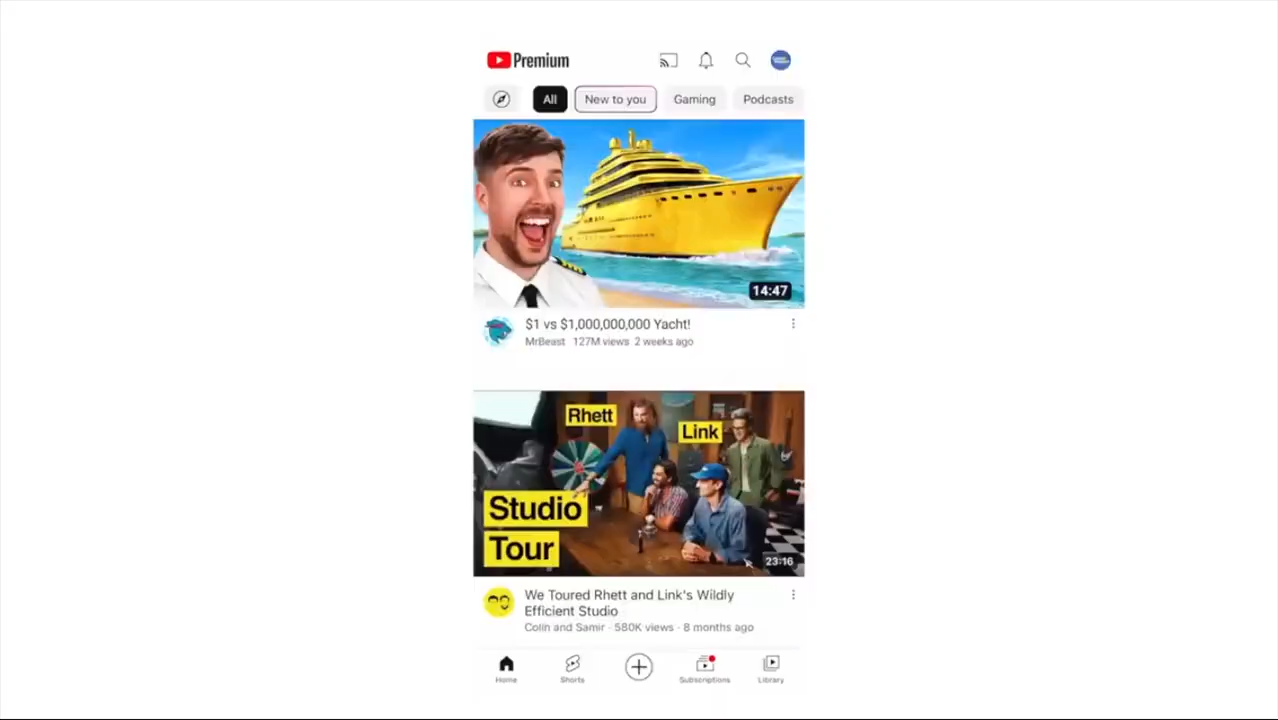 Premium
All New to you Gaming Podcasts
14:47
$1 vs $1,000,000,000 Yacht!
MrBeast 127M views 2 weeks ago
Rhett
Link
Studio
Tour
23:16
We Toured Rhett and Link's Wildly
Efficient Studio
Colin and Samir · 580K views · 8 months ago
Home Shorts Subscriptions Library